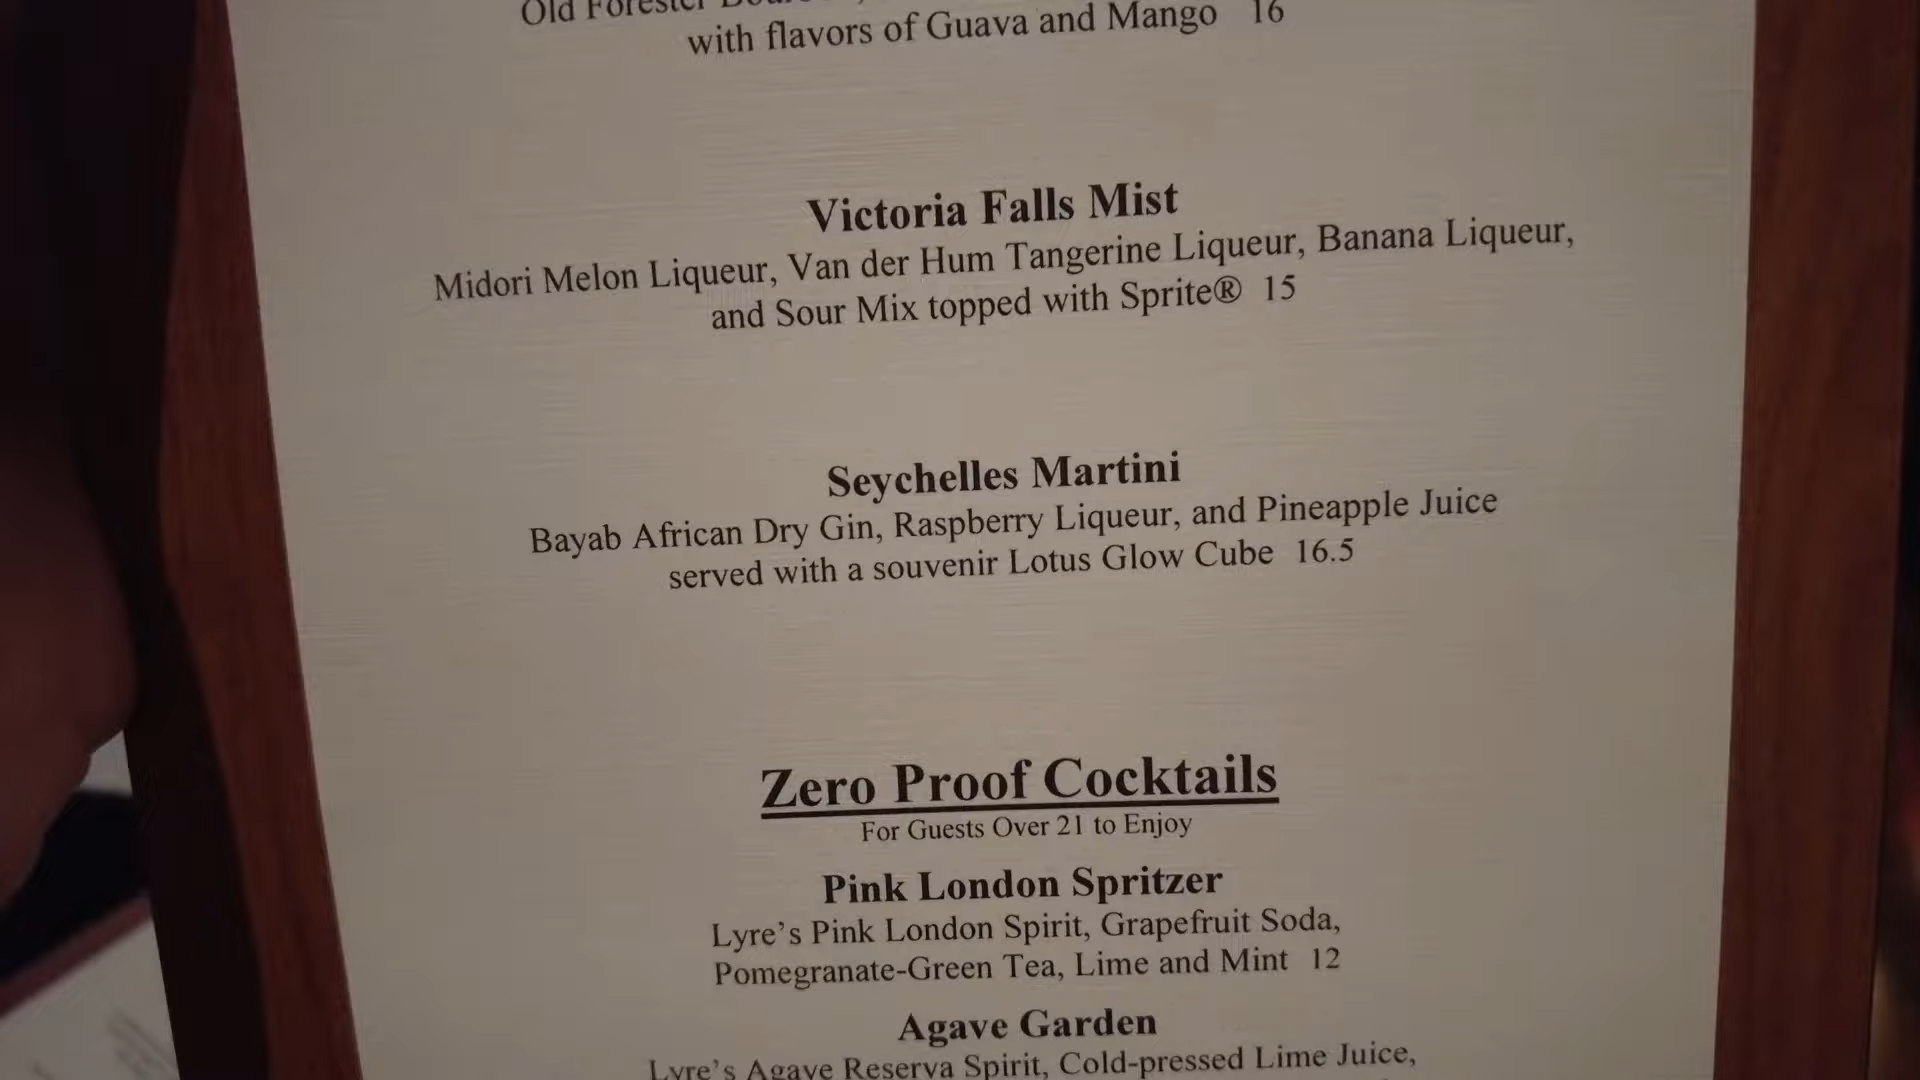 Old Forester
with flavors of Guava and Mango 16
Victoria Falls Mist
Midori Melon Liqueur, Van der Hum Tangerine Liqueur, Banana Liqueur,
and Sour Mix topped with Sprite® 15
Seychelles Martini
Bayab African Dry Gin, Raspberry Liqueur, and Pineapple Juice
served with a souvenir Lotus Glow Cube 16.5
Zero Proof Cocktails
For Guests Over 21 to Enjoy
Pink London Spritzer
Lyre's Pink London Spirit, Grapefruit Soda,
Pomegranate-Green Tea, Lime and Mint 12
Agave Garden
Lyre's Agave Reserva Spirit, Cold-pressed Lime Juice,